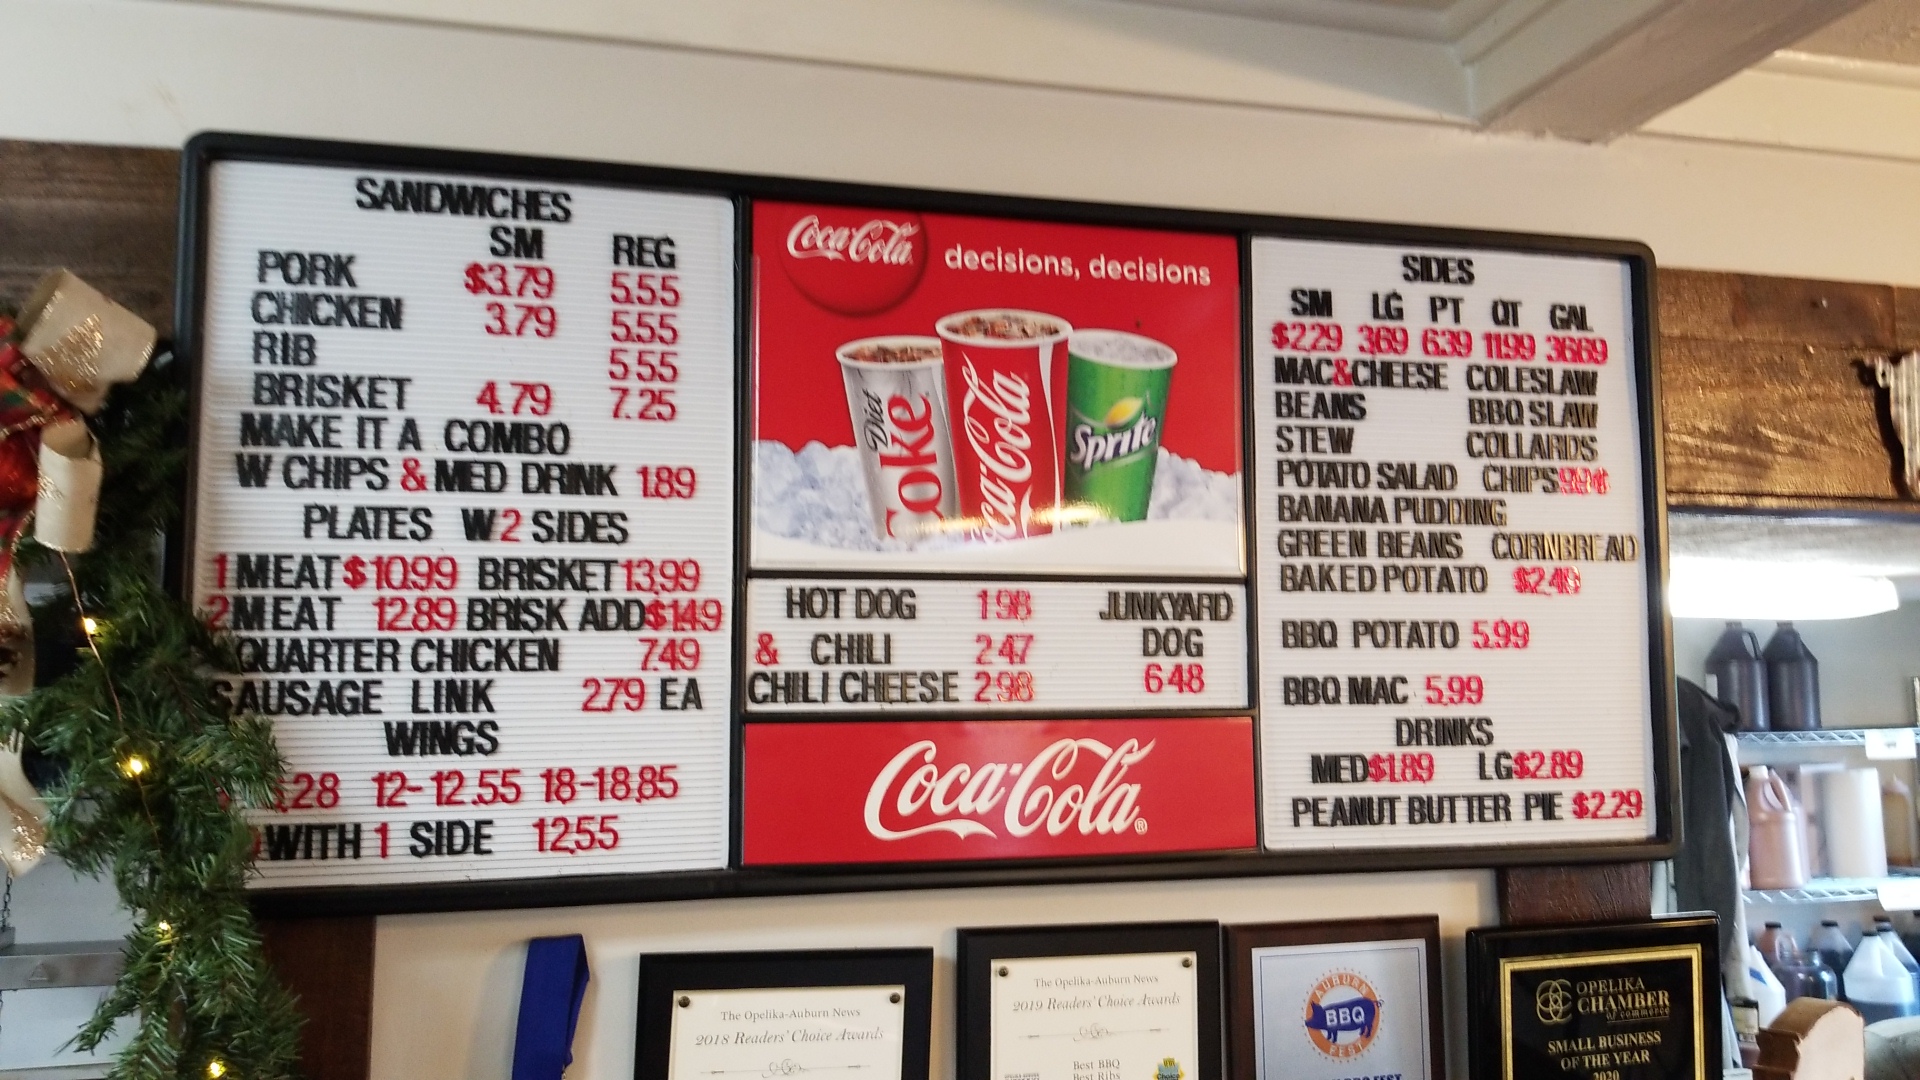 SANDWICHES
SM REG
PORK $3.79 5.55
CHICKEN 3.79 5.55
RIB 5 55
BRISKET 4.79 7.25
MAKE IT A COMBO
W CHIPS & MED DRINK 1.89
PLATES W 2 SIDES
1 MEAT $10.99 BRISKET 13.99
2 MEAT 12.89 BRISK ADD $1.49
QUARTER CHICKEN 7.49
SAUSAGE LINK 2.79 EA
WINGS
.28 12-12.55 18-18.85
WITH 1 SIDE 12.55
Coca-Cola decisions, decisions
Diet Coke
Coca-Cola
Sprite
HOT DOG 1.98
& CHILI 2.47
CHILI CHEESE 2.98
JUNKYARD
DOG
6.48
Coca-Cola®
SIDES
SM LG PT QT GAL
$2.29 3.69 6.39 11.99 36.69
MAC&CHEESE COLESLAW
BEANS BBQ SLAW
STEW COLLARDS
POTATO SALAD CHIPS
BANANA PUDDING
GREEN BEANS CORNBREAD
BAKED POTATO $2.49
BBQ POTATO 5.99
BBQ MAC 5.99
DRINKS
MED $1.89 LG $2.89
PEANUT BUTTER PIE $2.29
The Opelika-Auburn News
2018 Readers' Choice Awards
The Opelika-Auburn News
2019 Readers' Choice Awards
Best BBQ
Best Ribs
AUBURN
BBQ
FEST
OPELIKA
CHAMBER
of commerce
SMALL BUSINESS
OF THE YEAR
2020